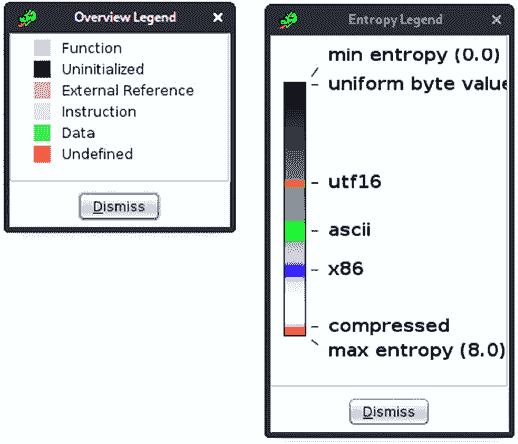 Overview Legend
Function
Uninitialized
External Reference
Instruction
Data
Undefined
Dismiss
Entropy Legend
min entropy (0.0)
uniform byte value
utf16
ascii
x86
compressed
max entropy (8.0)
Dismiss